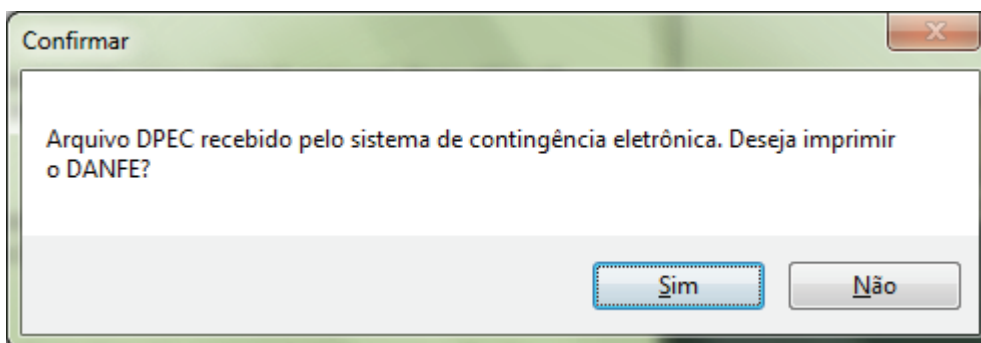 Confirmar
Arquivo DPEC recebido pelo sistema de contingência eletrônica. Deseja imprimir
o DANFE?
Sim
Não